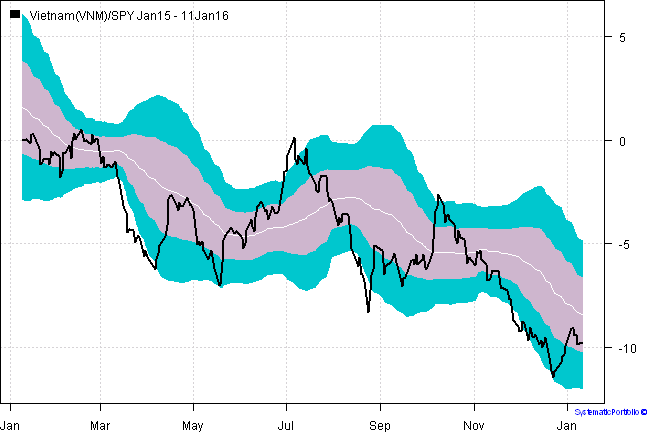 Vietnam(VNM)/SPY Jan15 - 11Jan16
5
0
-5
-10
Jan Mar May Jul Sep Nov Jan
SystematicPortfolio ©